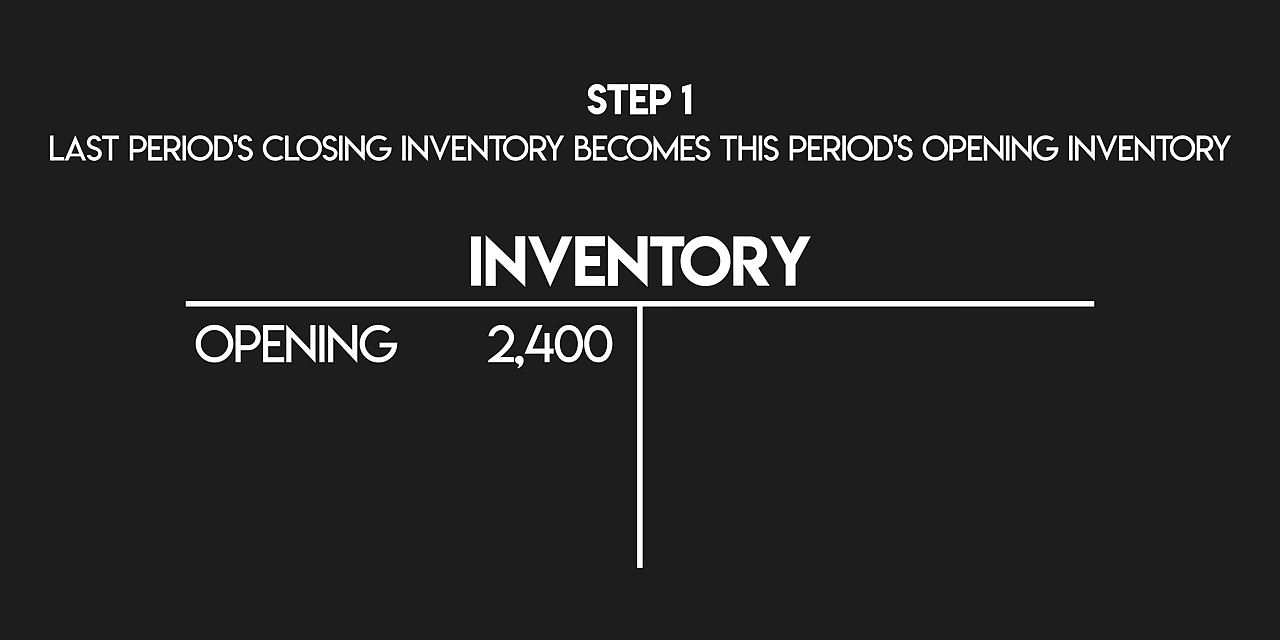 STEP 1
LAST PERIOD'S CLOSING INVENTORY BECOMES THIS PERIOD'S OPENING INVENTORY
INVENTORY
OPENING 2,400